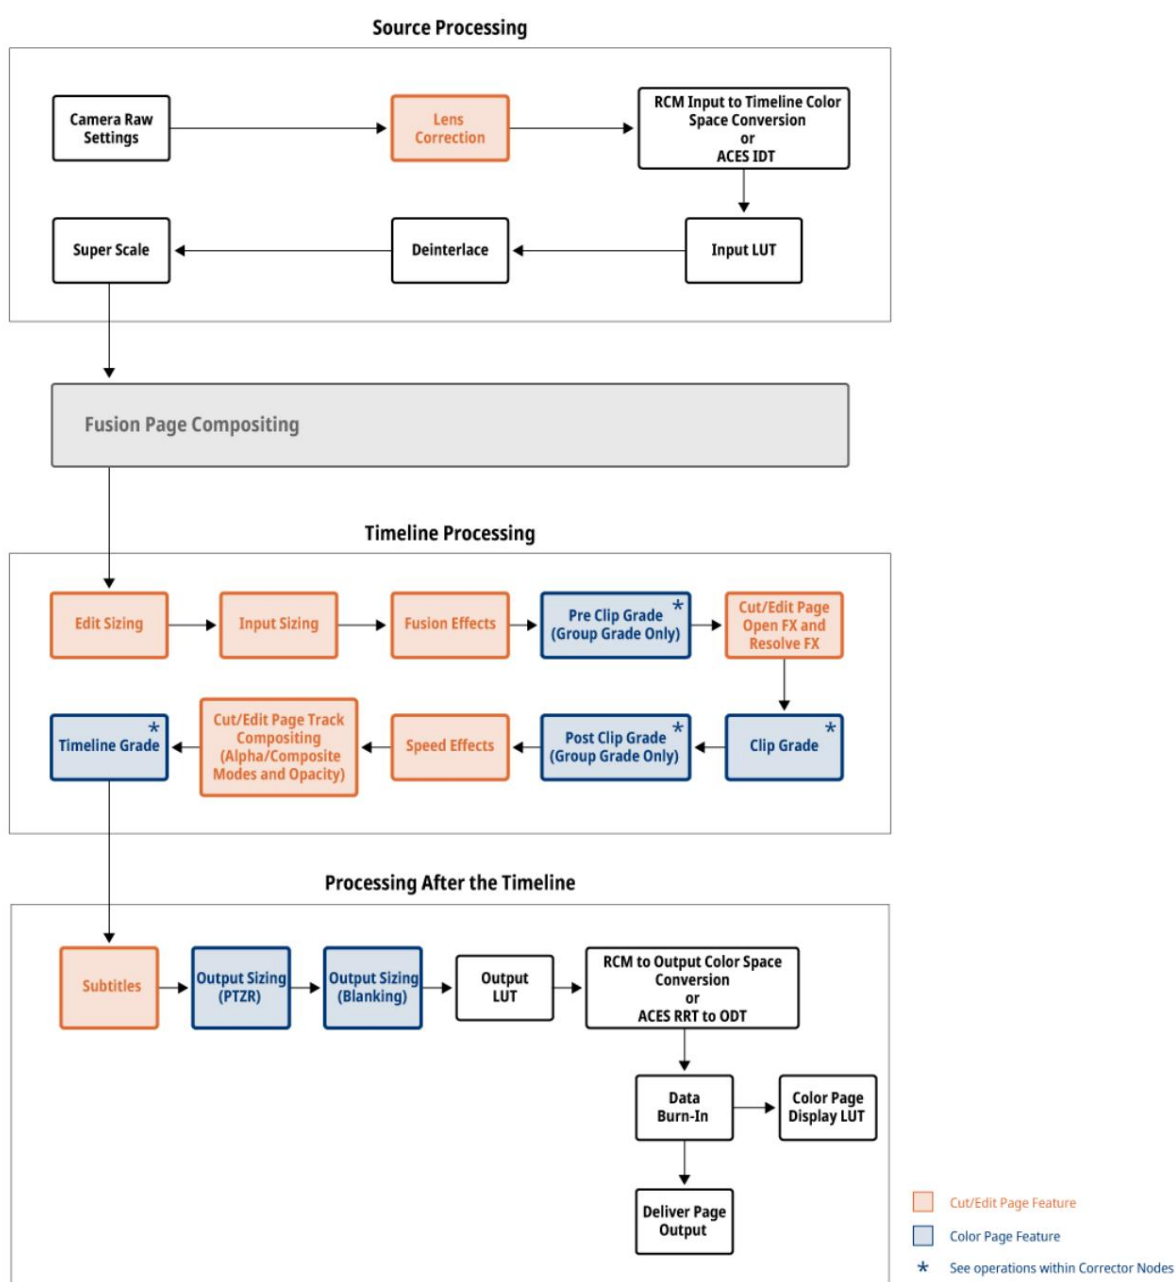 Source Processing
Camera Raw
Settings
Lens
Correction
RCM Input to Timeline Color
Space Conversion
or
ACES IDT
Super Scale
Deinterlace
Input LUT
Fusion Page Compositing
Timeline Processing
Edit Sizing
Input Sizing
Fusion Effects
Pre Clip Grade *
(Group Grade Only)
Cut/Edit Page
Open FX and
Resolve FX
Timeline Grade *
Cut/Edit Page Track
Compositing
(Alpha/Composite
Modes and Opacity)
Speed Effects
Post Clip Grade *
(Group Grade Only)
Clip Grade *
Processing After the Timeline
Subtitles
Output Sizing
(PTZR)
Output Sizing
(Blanking)
Output
LUT
RCM to Output Color Space
Conversion
or
ACES RRT to ODT
Data
Burn-In
Color Page
Display LUT
Deliver Page
Output
Cut/Edit Page Feature
Color Page Feature
* See operations within Corrector Nodes